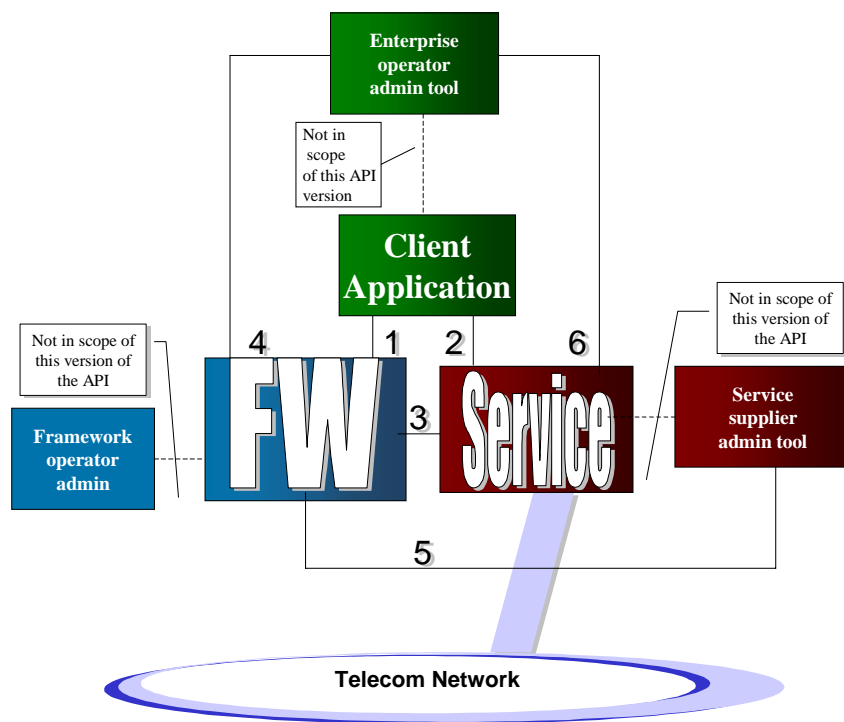 Enterprise
operator
admin tool
Not in
scope
of this API
version
Client
Application
Not in scope of
this version of
the API
Not in scope of
this version of
the API
4
1
2
6
FW
3
Service
Framework
operator
admin
Service
supplier
admin tool
5
Telecom Network